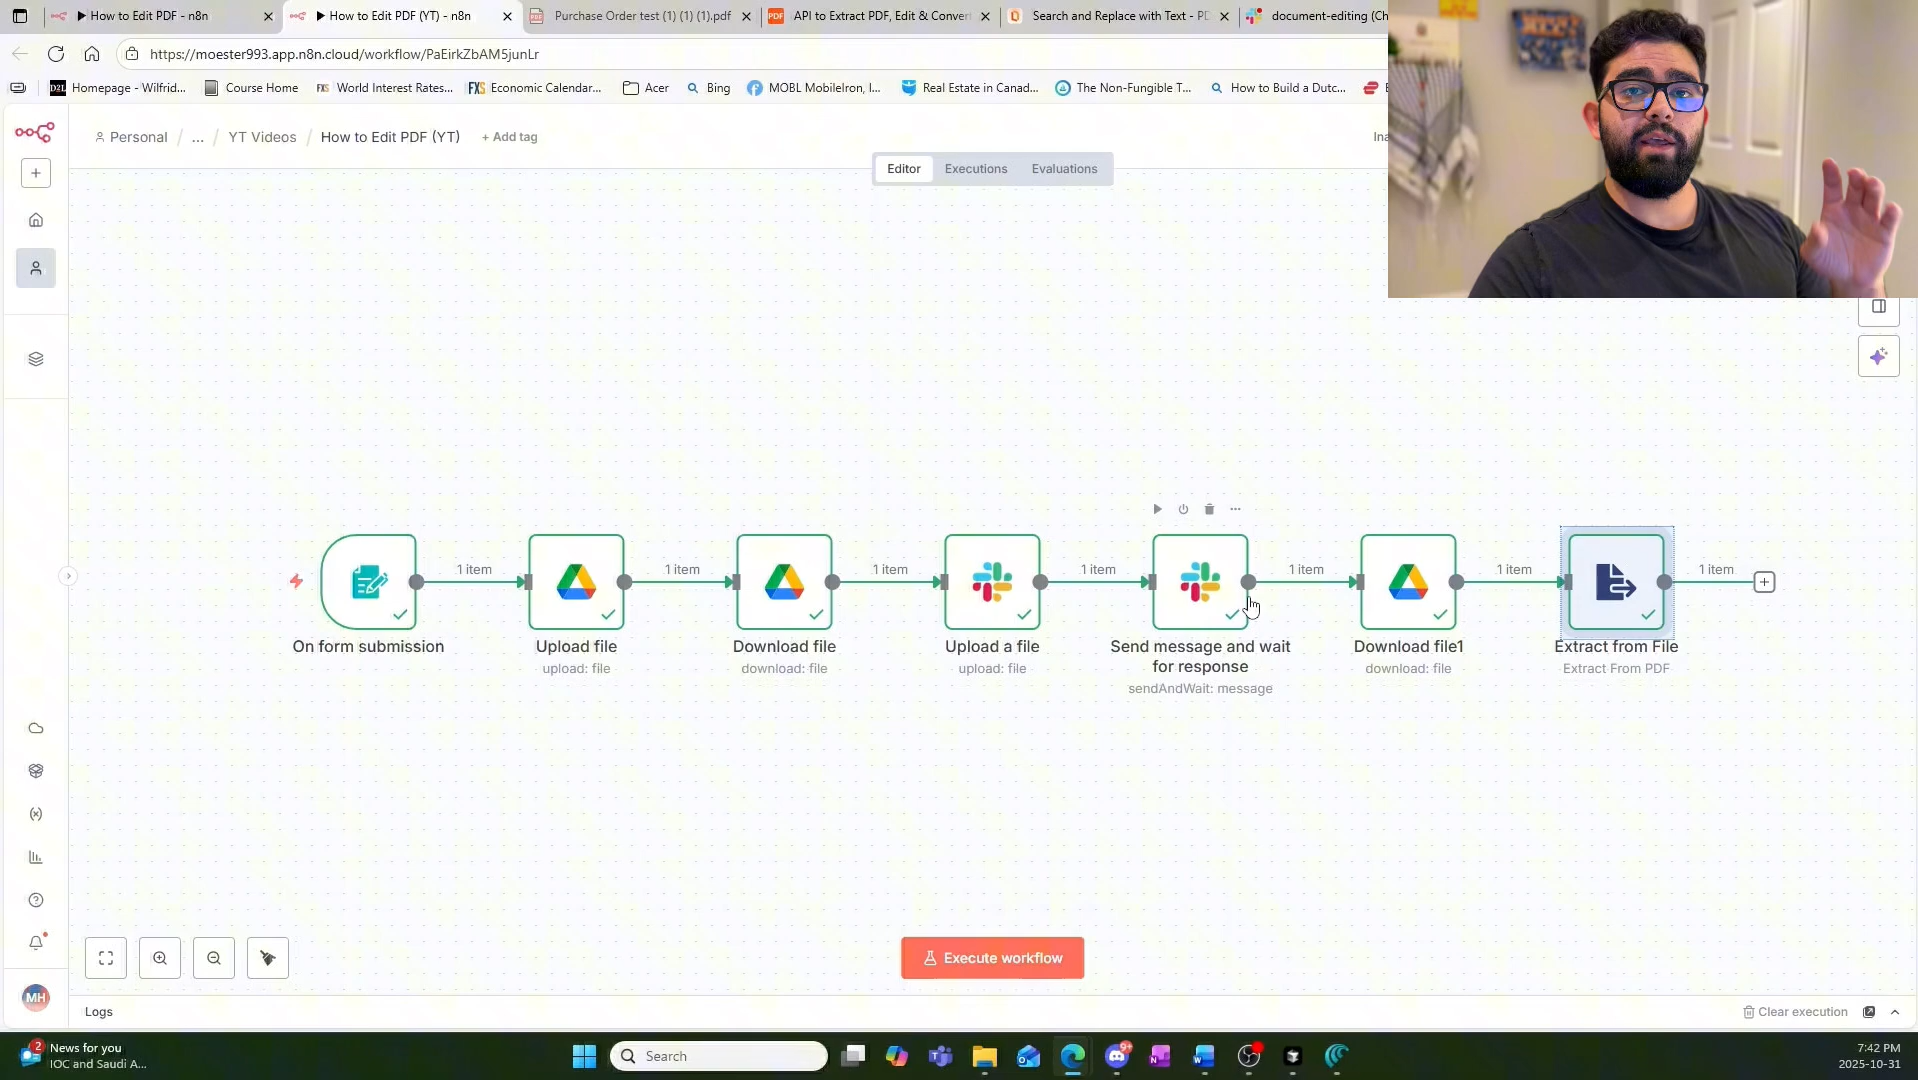 How to Edit PDF - n8n
How to Edit PDF (YT) - n8n
Purchase Order test (1) (1) (1).pdf
PDF
API to Extract PDF, Edit & Conver
Search and Replace with Text - PD
document-editing (Ch
https://moester993.app.n8n.cloud/workflow/PaEirkZbAM5junLr
D2L Homepage - Wilfrid...
Course Home
FXS World Interest Rates...
FXS Economic Calendar...
Acer
Bing
MOBL MobileIron, I...
Real Estate in Canad...
The Non-Fungible T...
How to Build a Dutc...
Personal / ... / YT Videos / How to Edit PDF (YT)
+ Add tag
Ina
Editor
Executions
Evaluations
1 item
1 item
1 item
1 item
1 item
1 item
1 item
On form submission
Upload file
upload: file
Download file
download: file
Upload a file
upload: file
Send message and wait
for response
sendAndWait: message
Download file1
download: file
Extract from File
Extract From PDF
Execute workflow
MH
Logs
Clear execution
2
News for you
IOC and Saudi A...
Search
9+
7:42 PM
2025-10-31